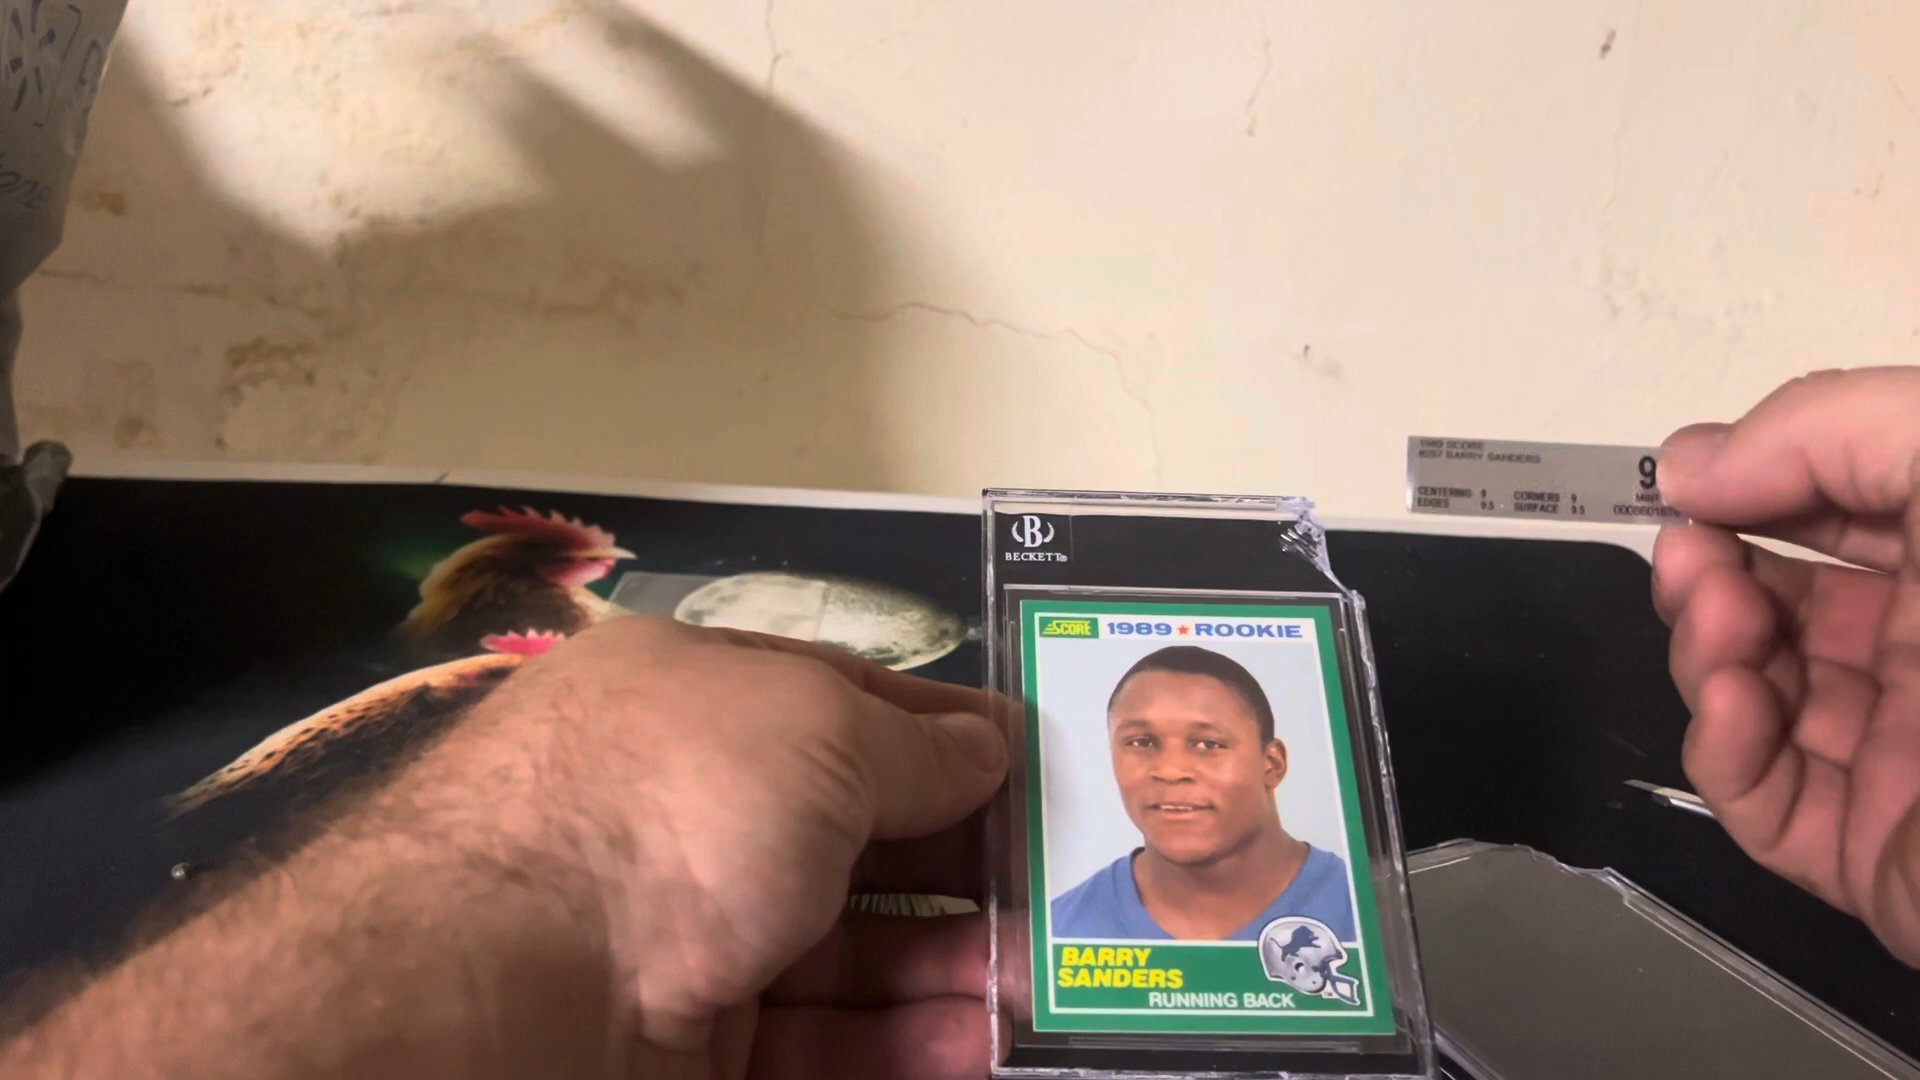 1989 SCORE
#257 BARRY SANDERS
9
CENTERING 9 CORNERS 9
EDGES 9.5 SURFACE 9.5
B
BECKETT®
SCORE 1989 ★ ROOKIE
BARRY
SANDERS
RUNNING BACK